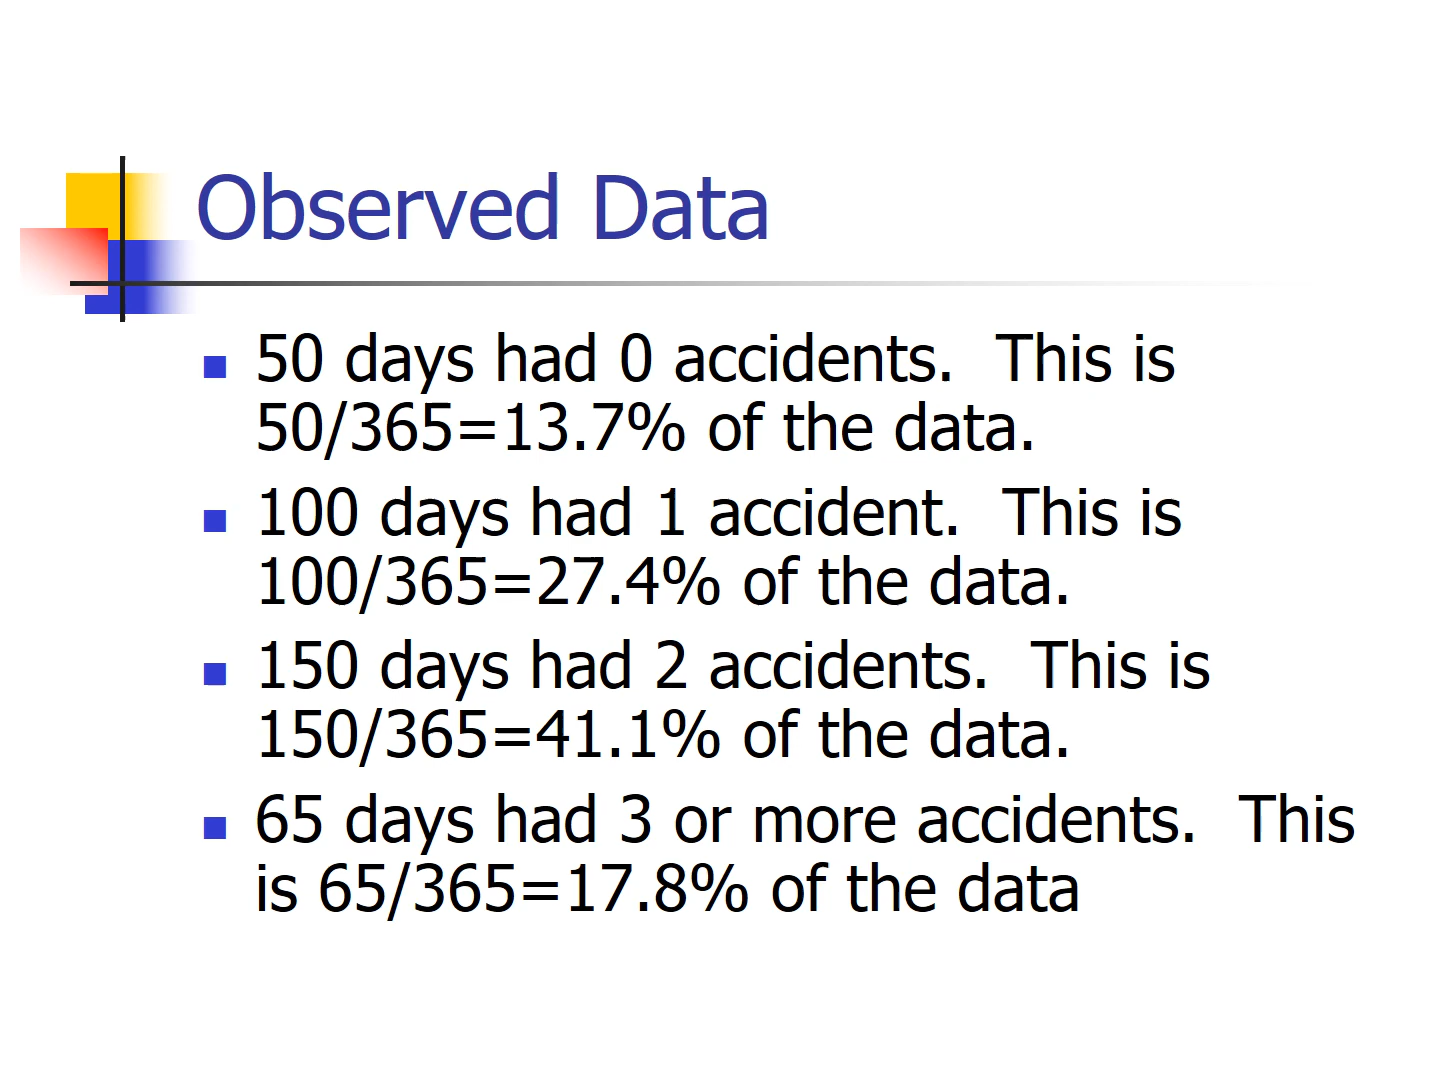 Observed Data
50 days had 0 accidents.  This is
50/365=13.7% of the data.
100 days had 1 accident.  This is
100/365=27.4% of the data.
150 days had 2 accidents.  This is
150/365=41.1% of the data.
65 days had 3 or more accidents.  This
is 65/365=17.8% of the data